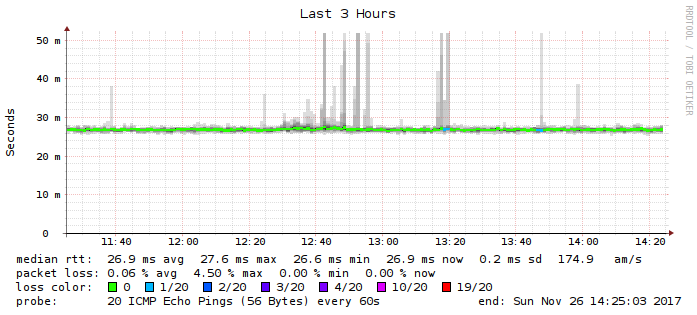 Last 3 Hours
RRDTOOL / TOBI OETIKER
Seconds
50 m
40 m
30 m
20 m
10 m
0
11:40 12:00 12:20 12:40 13:00 13:20 13:40 14:00 14:20
median rtt: 26.9 ms avg 27.6 ms max 26.6 ms min 26.9 ms now 0.2 ms sd 174.9 am/s
packet loss: 0.06 % avg 4.50 % max 0.00 % min 0.00 % now
loss color: 0 1/20 2/20 3/20 4/20 10/20 19/20
probe: 20 ICMP Echo Pings (56 Bytes) every 60s end: Sun Nov 26 14:25:03 2017